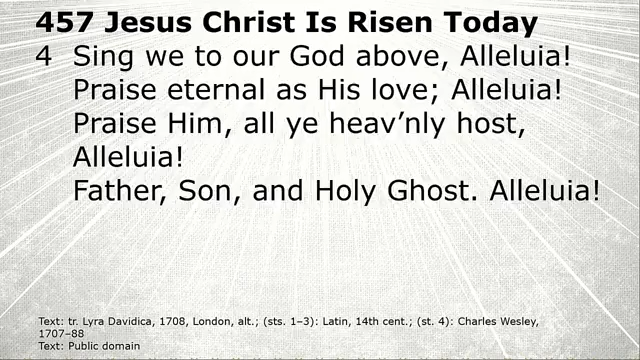 457 Jesus Christ Is Risen Today
4 Sing we to our God above, Alleluia!
Praise eternal as His love; Alleluia!
Praise Him, all ye heav’nly host,
Alleluia!
Father, Son, and Holy Ghost. Alleluia!
Text: tr. Lyra Davidica, 1708, London, alt.; (sts. 1–3): Latin, 14th cent.; (st. 4): Charles Wesley,
1707–88
Text: Public domain